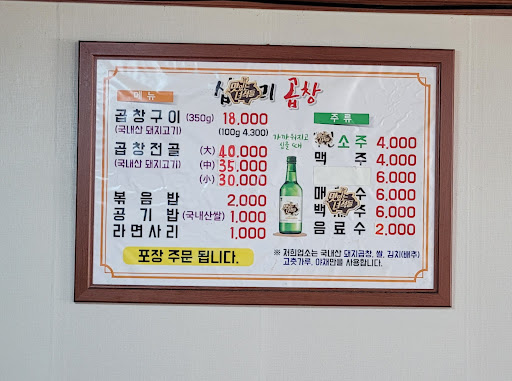 곱창
메뉴
곱창구이 (350g) 18,000
(국내산 돼지고기) (100g 4,300)
곱창전골 (大) 40,000
(국내산 돼지고기) (中) 35,000
(小) 30,000
볶음밥 2,000
공기밥 (국내산쌀) 1,000
라면사리 1,000
포장 주문 됩니다.
주류
소주 4,000
맥주 4,000
6,000
6,000
6,000
음료수 2,000
※ 저희업소는 국내산 돼지곱창, 쌀, 김치(배추)
고춧가루, 야채만을 사용합니다.